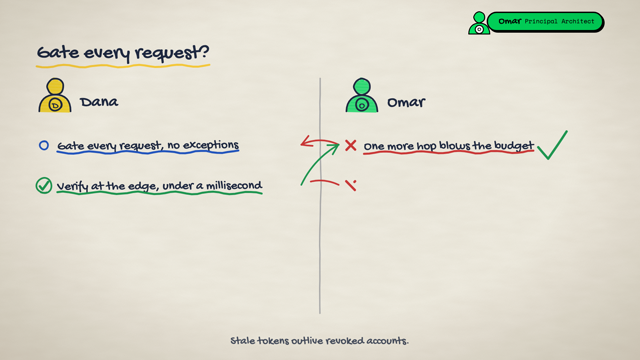 Omar Principal Architect
Gate every request?
Dana
D
Omar
O
Gate every request, no exceptions
One more hop blows the budget
Verify at the edge, under a millisecond
Stale tokens outlive revoked accounts.